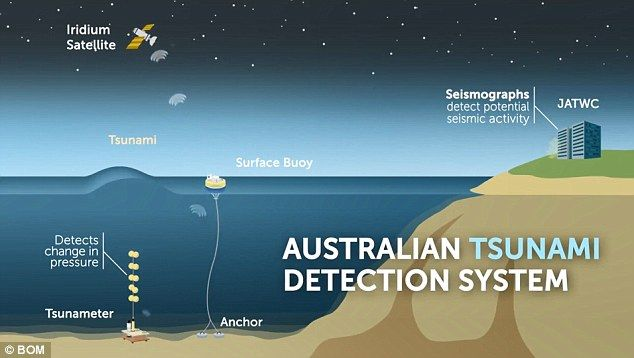 Iridium
Satellite
Seismographs
detect potential
seismic activity
JATWC
Tsunami
Surface Buoy
Detects
change in
pressure
AUSTRALIAN TSUNAMI
DETECTION SYSTEM
Tsunameter
Anchor
© BOM